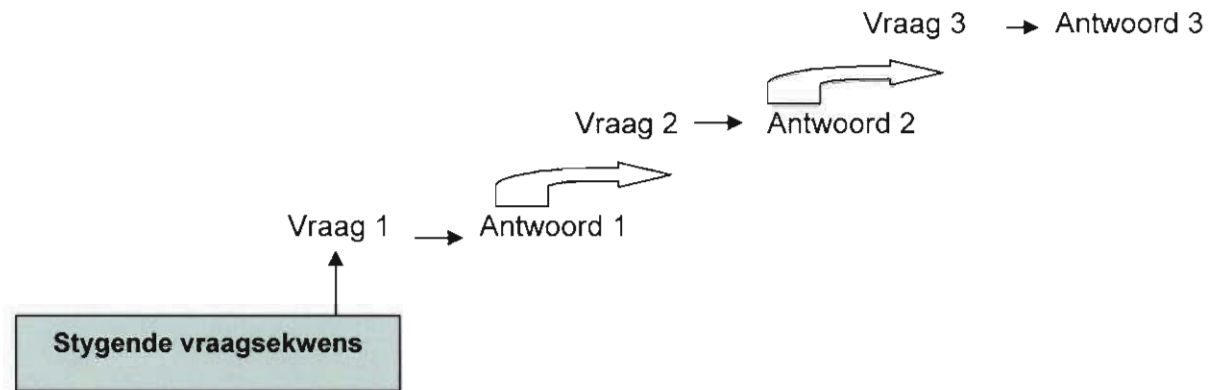 Vraag 3 Antwoord 3
Vraag 2 Antwoord 2
Vraag 1 Antwoord 1
Stygende vraagsekwens